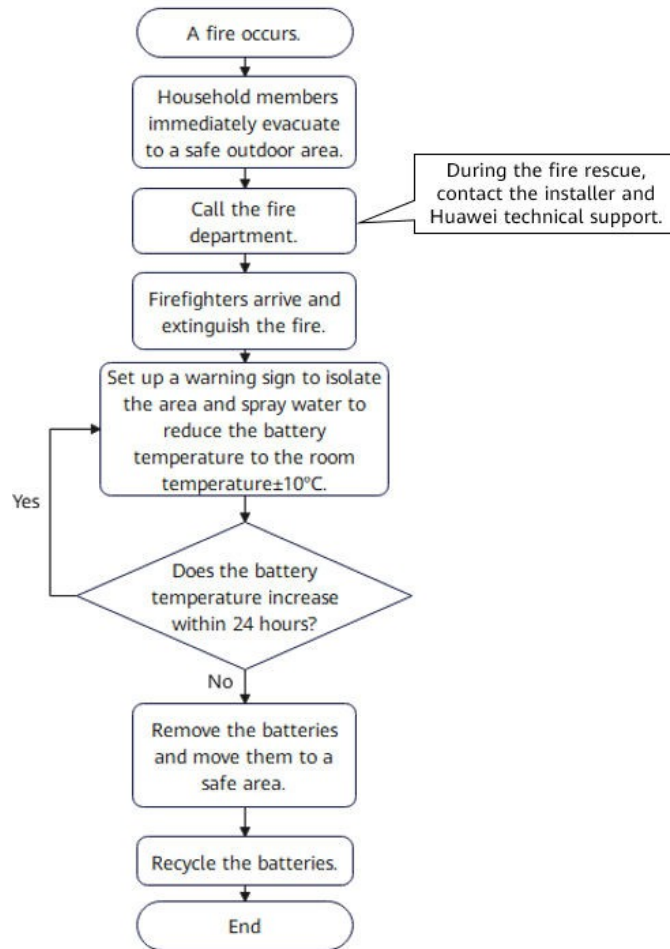 A fire occurs.
Household members
immediately evacuate
to a safe outdoor area.
During the fire rescue,
contact the installer and
Huawei technical support.
Call the fire
department.
Firefighters arrive and
extinguish the fire.
Set up a warning sign to isolate
the area and spray water to
reduce the battery
temperature to the room
temperature±10°C.
Yes
Does the battery
temperature increase
within 24 hours?
No
Remove the batteries
and move them to a
safe area.
Recycle the batteries.
End